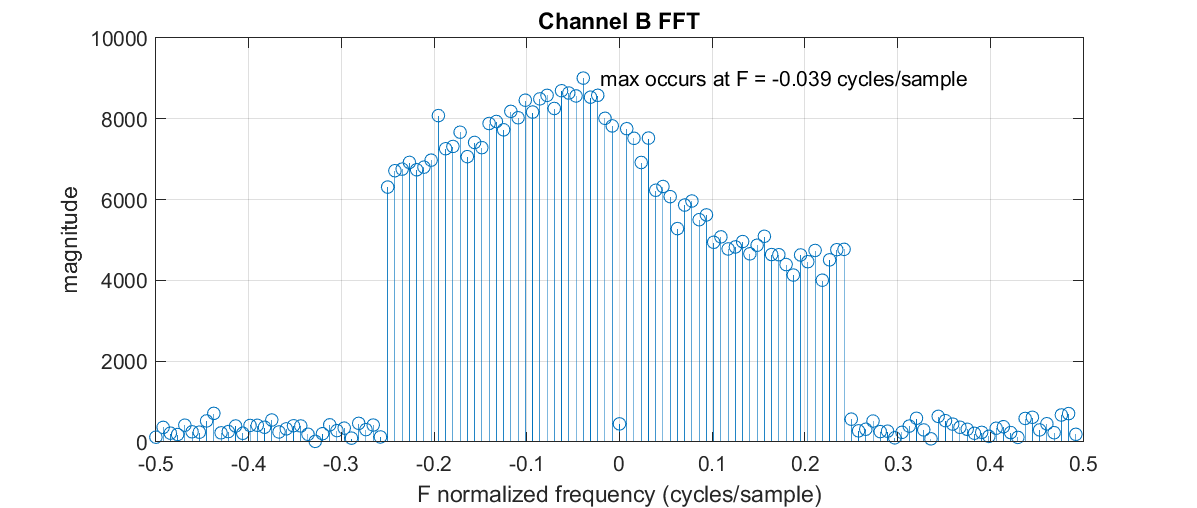 Channel B FFT
10000
max occurs at F = -0.039 cycles/sample
8000
6000
magnitude
4000
2000
0
-0.5 -0.4 -0.3 -0.2 -0.1 0 0.1 0.2 0.3 0.4 0.5
F normalized frequency (cycles/sample)